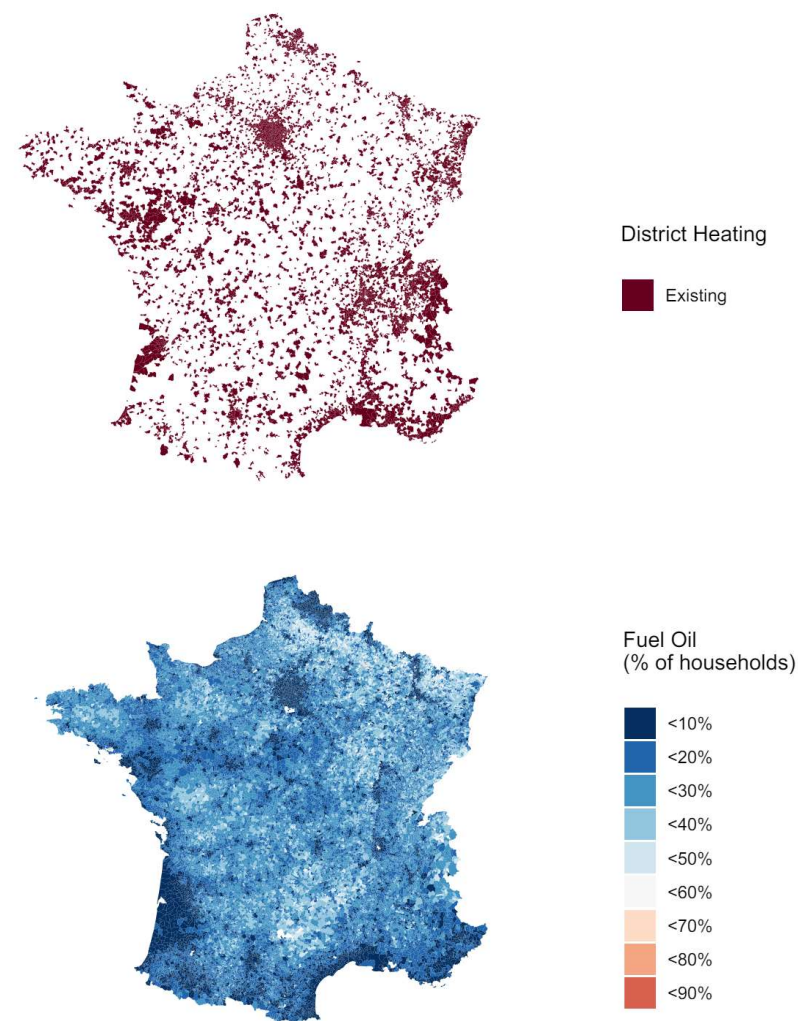 District Heating
Existing
Fuel Oil
(% of households)
<10%
<20%
<30%
<40%
<50%
<60%
<70%
<80%
<90%